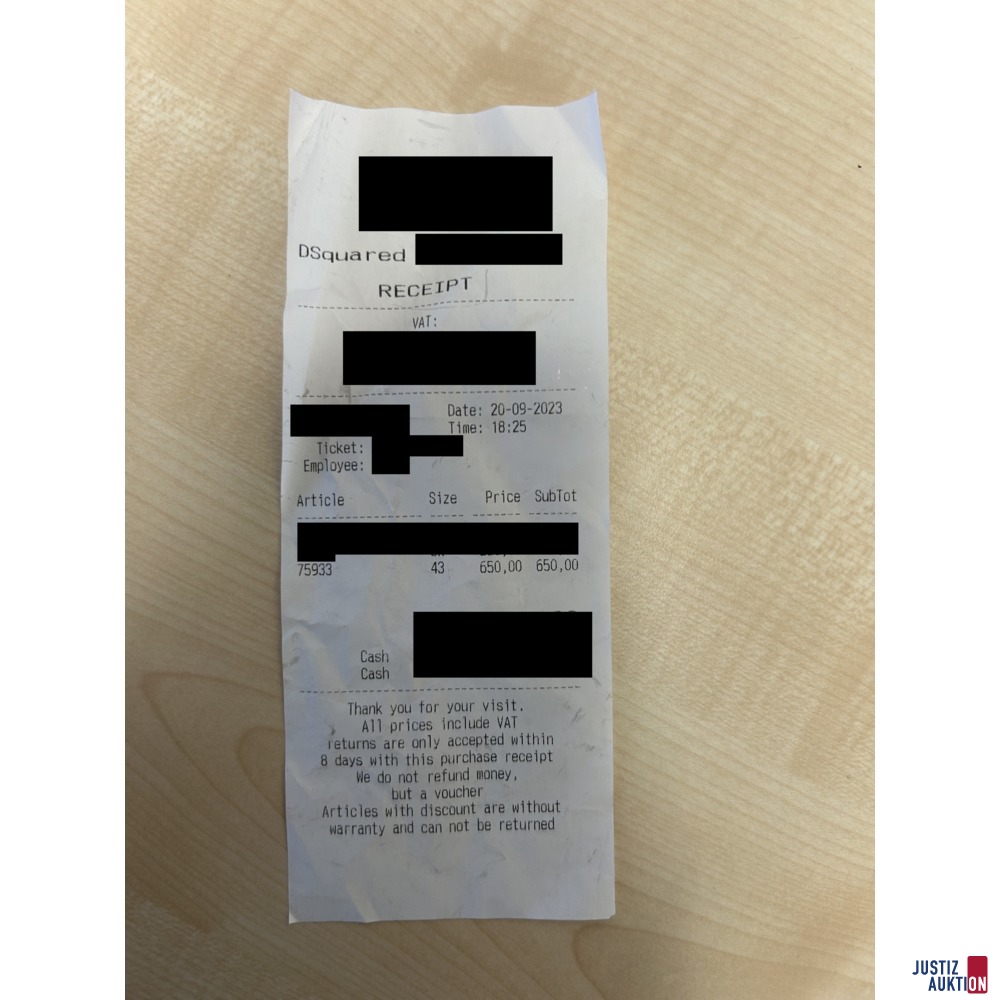 DSquared
RECEIPT
VAT:
Date: 20-09-2023
Time: 18:25
Ticket:
Employee:
Article Size Price SubTot
75933 43 650,00 650,00
Cash
Cash
Thank you for your visit.
All prices include VAT
returns are only accepted within
8 days with this purchase receipt
We do not refund money,
but a voucher
Articles with discount are without
warranty and can not be returned
JUSTIZ
AUKTION